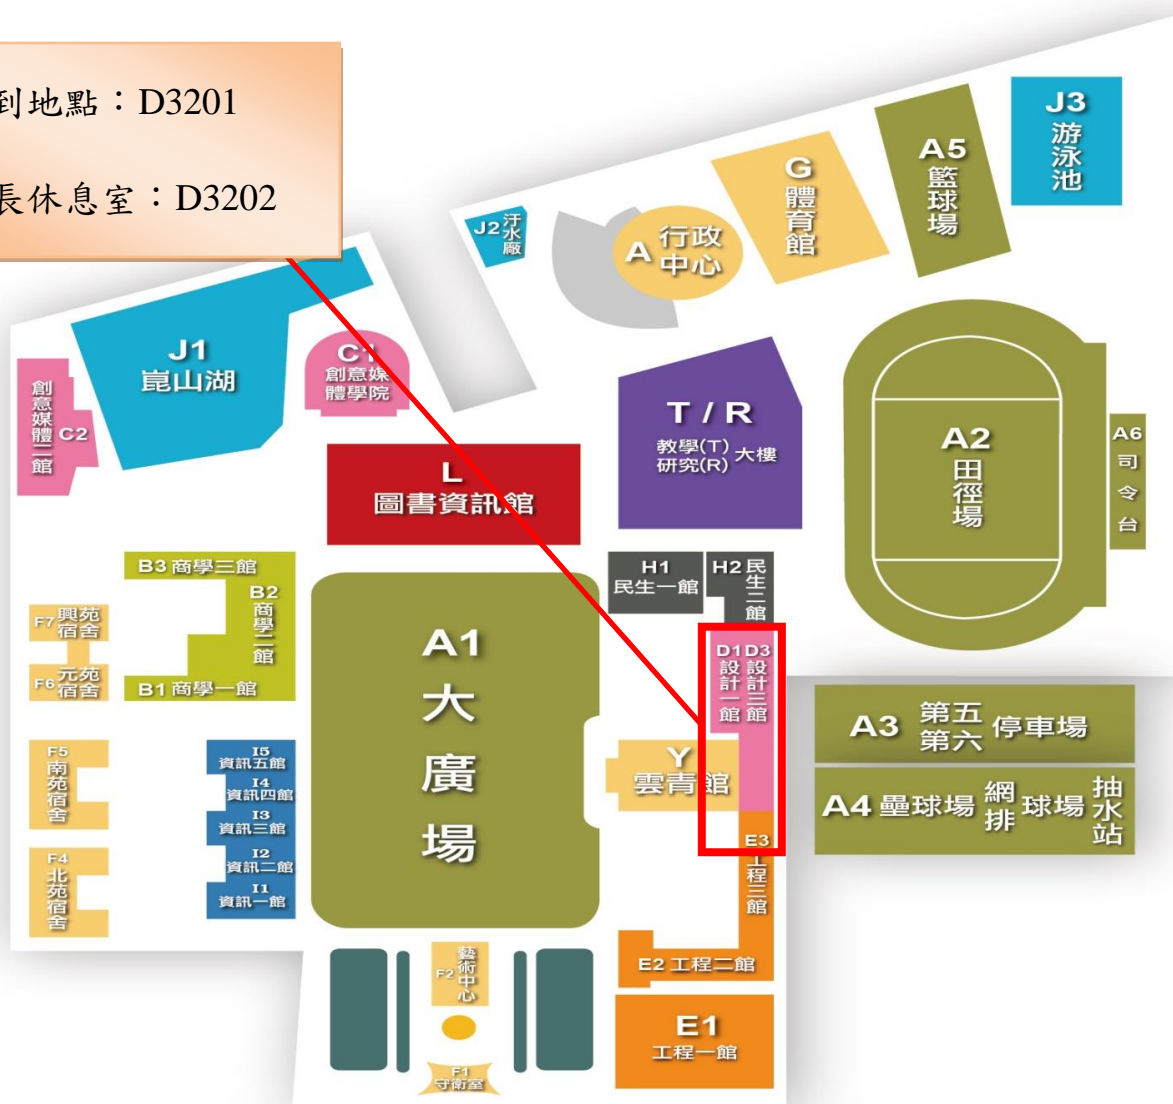 到地點：D3201
長休息室：D3202
J3
游泳池
A5
籃球場
G
體育館
J2 汙水廠
A 行政中心
J1
崑山湖
C1
創意媒體學院
創意媒體二館 C2
T / R
教學(T)
研究(R) 大樓
A2
田徑場
A6
司令台
L
圖書資訊館
B3 商學三館
B2
商學二館
B1 商學一館
F7 興苑宿舍
F6 元苑宿舍
H1
民生一館
H2 民生二館
A1
大廣場
D1 設計一館
D3 設計三館
A3 第五第六停車場
A4 壘球場 網排球場 抽水站
Y
雲青館
F5
南苑宿舍
I5
資訊五館
I4
資訊四館
I3
資訊三館
I2
資訊二館
I1
資訊一館
F4
北苑宿舍
E3
工程三館
E2 工程二館
F2 藝術中心
E1
工程一館
F1
守衛室